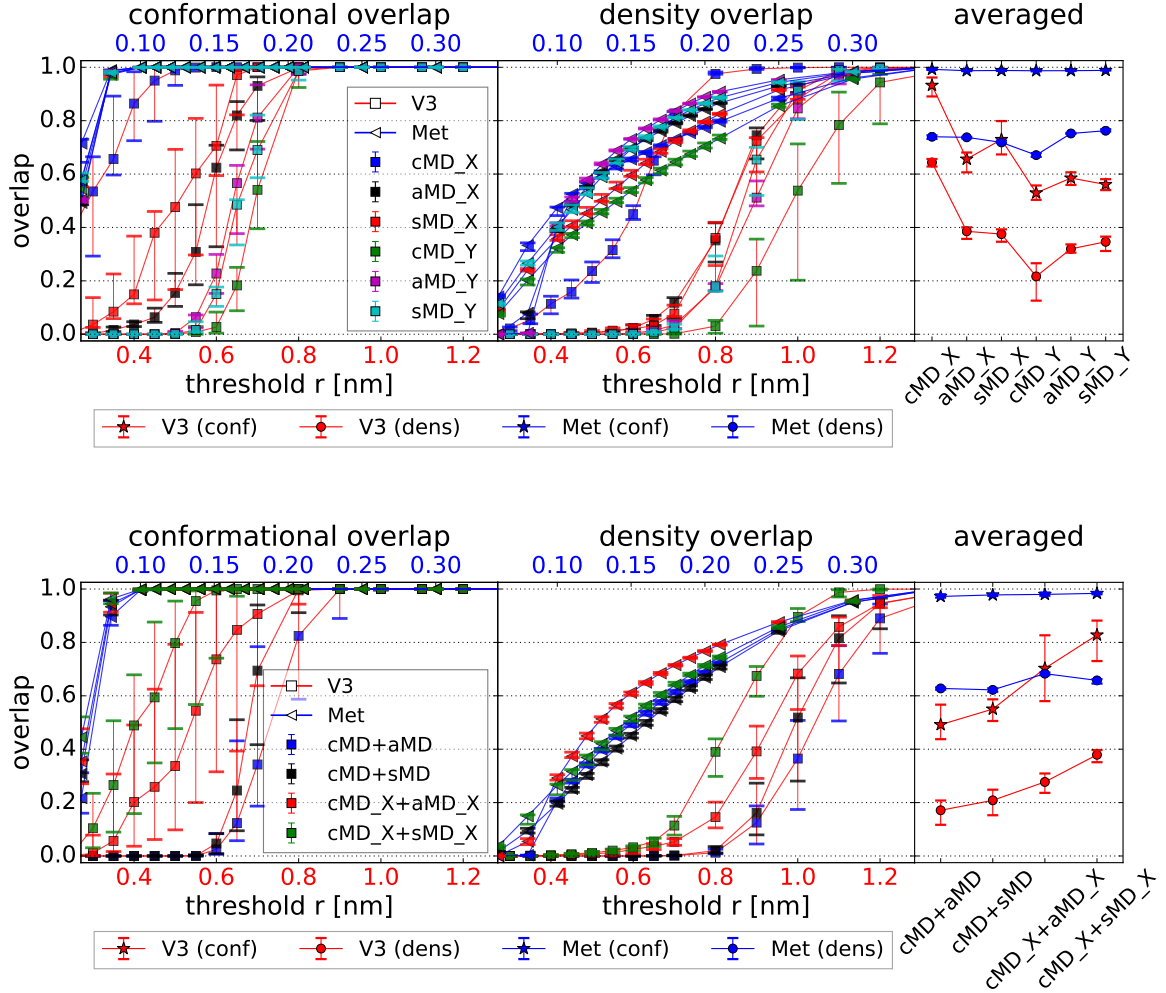 conformational overlap density overlap averaged
0.10 0.15 0.20 0.25 0.30 0.10 0.15 0.20 0.25 0.30
1.0
0.8
0.6
0.4
0.2
0.0
overlap
V3
Met
cMD_X
aMD_X
sMD_X
cMD_Y
aMD_Y
sMD_Y
0.4 0.6 0.8 1.0 1.2 0.4 0.6 0.8 1.0 1.2
threshold r [nm] threshold r [nm]
cMD_X
aMD_X
sMD_X
cMD_Y
aMD_Y
sMD_Y
V3 (conf) V3 (dens) Met (conf) Met (dens)
conformational overlap density overlap averaged
0.10 0.15 0.20 0.25 0.30 0.10 0.15 0.20 0.25 0.30
1.0
0.8
0.6
0.4
0.2
0.0
overlap
V3
Met
cMD+aMD
cMD+sMD
cMD_X+aMD_X
cMD_X+sMD_X
0.4 0.6 0.8 1.0 1.2 0.4 0.6 0.8 1.0 1.2
threshold r [nm] threshold r [nm]
cMD+aMD
cMD+sMD
cMD_X+aMD_X
cMD_X+sMD_X
V3 (conf) V3 (dens) Met (conf) Met (dens)